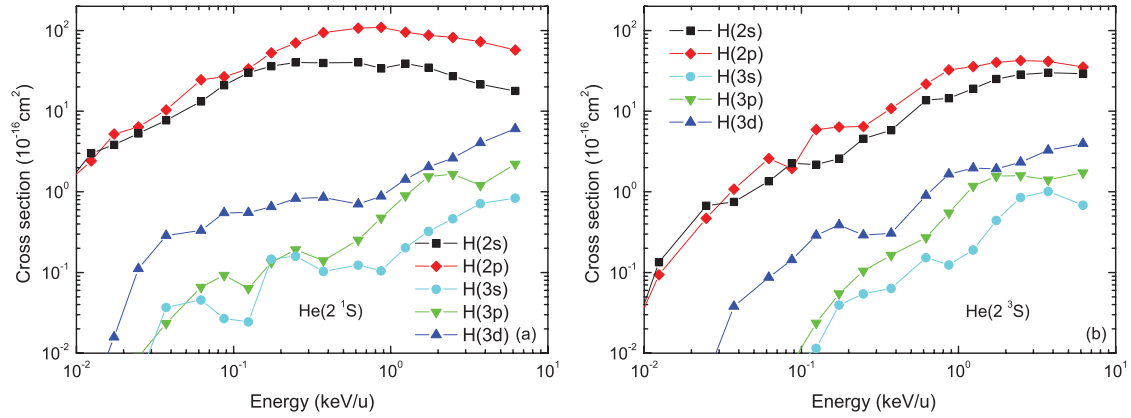 Cross section (10⁻¹⁶cm²)
10²
10¹
10⁰
10⁻¹
10⁻²
H(2s)
H(2p)
H(3s)
H(3p)
H(3d)
He(2 ¹S)
(a)
10⁻²
10⁻¹
10⁰
10¹
Energy (keV/u)
Cross section (10⁻¹⁶cm²)
10²
10¹
10⁰
10⁻¹
10⁻²
H(2s)
H(2p)
H(3s)
H(3p)
H(3d)
He(2 ³S)
(b)
10⁻²
10⁻¹
10⁰
10¹
Energy (keV/u)